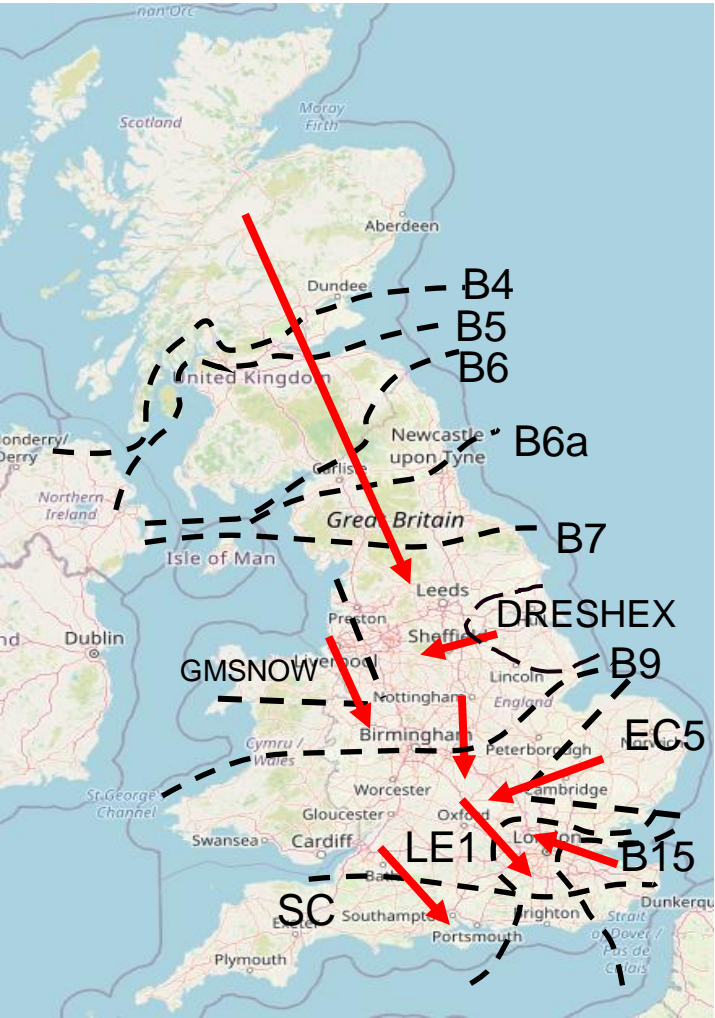 nan Orc
Moray
Firth
Scotland
Aberdeen
Dundee
B4
B5
B6
United Kingdom
Newcastle
upon Tyne
B6a
onderry/
Derry
Carlisle
Northern
Ireland
Great Britain
B7
Isle of Man
Leeds
Preston
DRESHEX
Sheffield
nd
Dublin
Liverpool
GMSNOW
B9
Lincoln
Nottingham
England
EC5
Norwich
Birmingham
Peterborough
Cymru /
Wales
St George
Channel
Worcester
Cambridge
Gloucester
Oxford
London
Swansea
Cardiff
LE1
B15
Bath
SC
Southampt
Exeter
Brighton
Portsmouth
Dunkerqu
Strait
of Dover /
Pas de
Calais
Plymouth